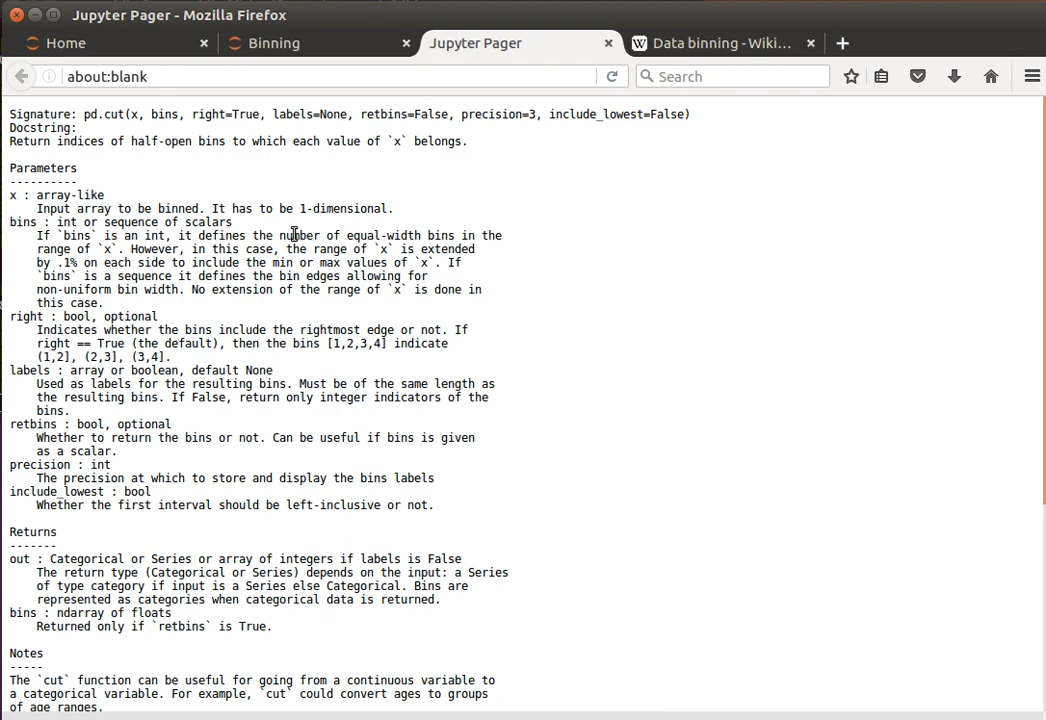 Jupyter Pager - Mozilla Firefox
Home
Binning
Jupyter Pager
Data binning - Wiki...
about:blank
Search
Signature: pd.cut(x, bins, right=True, labels=None, retbins=False, precision=3, include_lowest=False)
Docstring:
Return indices of half-open bins to which each value of `x` belongs.
Parameters
----------
x : array-like
Input array to be binned. It has to be 1-dimensional.
bins : int or sequence of scalars
If `bins` is an int, it defines the number of equal-width bins in the
range of `x`. However, in this case, the range of `x` is extended
by .1% on each side to include the min or max values of `x`. If
`bins` is a sequence it defines the bin edges allowing for
non-uniform bin width. No extension of the range of `x` is done in
this case.
right : bool, optional
Indicates whether the bins include the rightmost edge or not. If
right == True (the default), then the bins [1,2,3,4] indicate
(1,2], (2,3], (3,4].
labels : array or boolean, default None
Used as labels for the resulting bins. Must be of the same length as
the resulting bins. If False, return only integer indicators of the
bins.
retbins : bool, optional
Whether to return the bins or not. Can be useful if bins is given
as a scalar.
precision : int
The precision at which to store and display the bins labels
include_lowest : bool
Whether the first interval should be left-inclusive or not.
Returns
-------
out : Categorical or Series or array of integers if labels is False
The return type (Categorical or Series) depends on the input: a Series
of type category if input is a Series else Categorical. Bins are
represented as categories when categorical data is returned.
bins : ndarray of floats
Returned only if `retbins` is True.
Notes
-----
The `cut` function can be useful for going from a continuous variable to
a categorical variable. For example, `cut` could convert ages to groups
of age ranges.